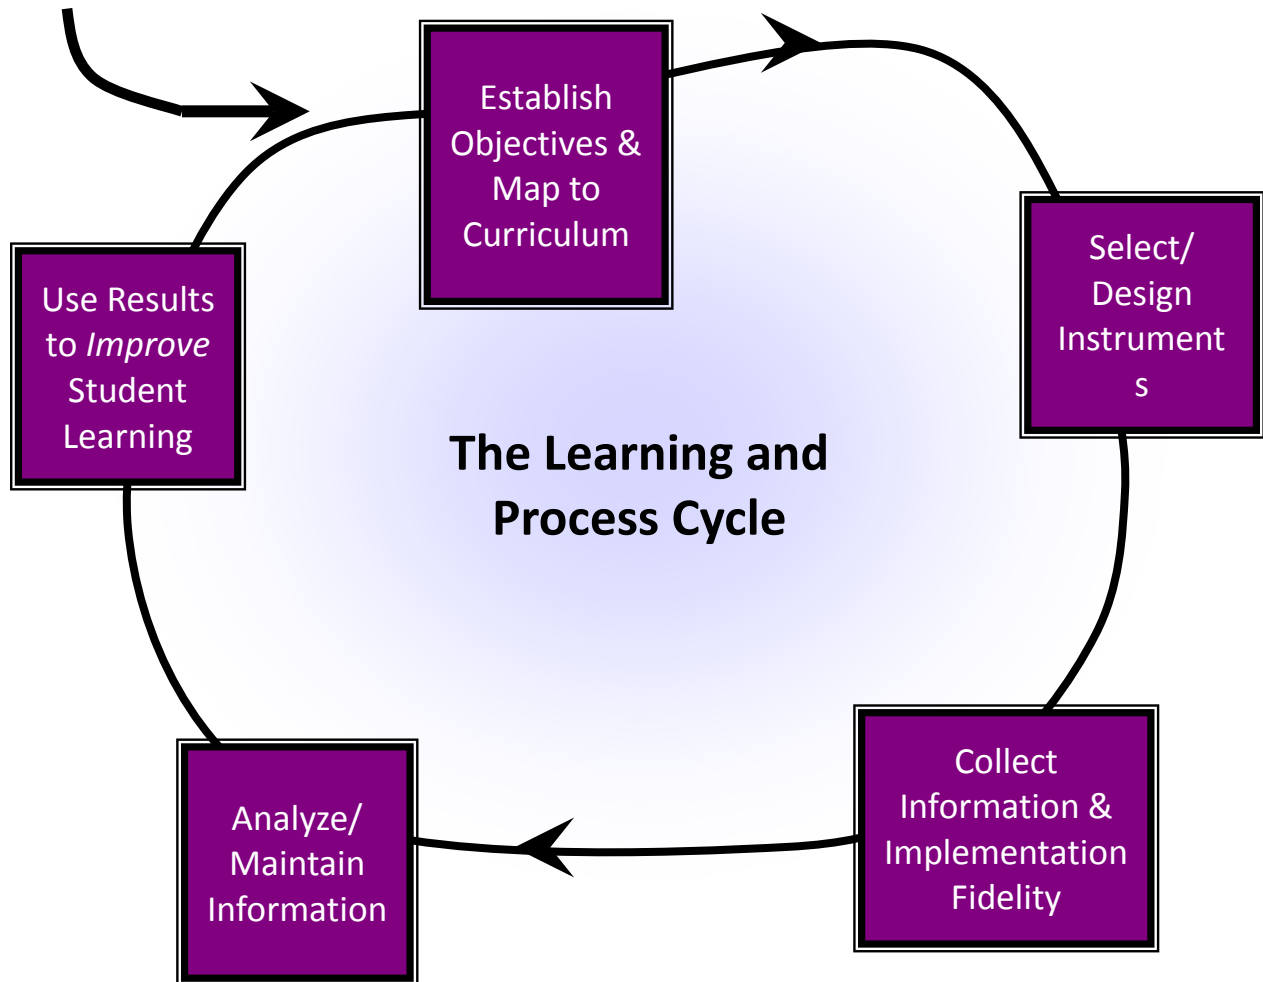 Establish
Objectives &
Map to
Curriculum
Select/
Design
Instrument
s
Use Results
to Improve
Student
Learning
The Learning and
Process Cycle
Collect
Information &
Implementation
Fidelity
Analyze/
Maintain
Information